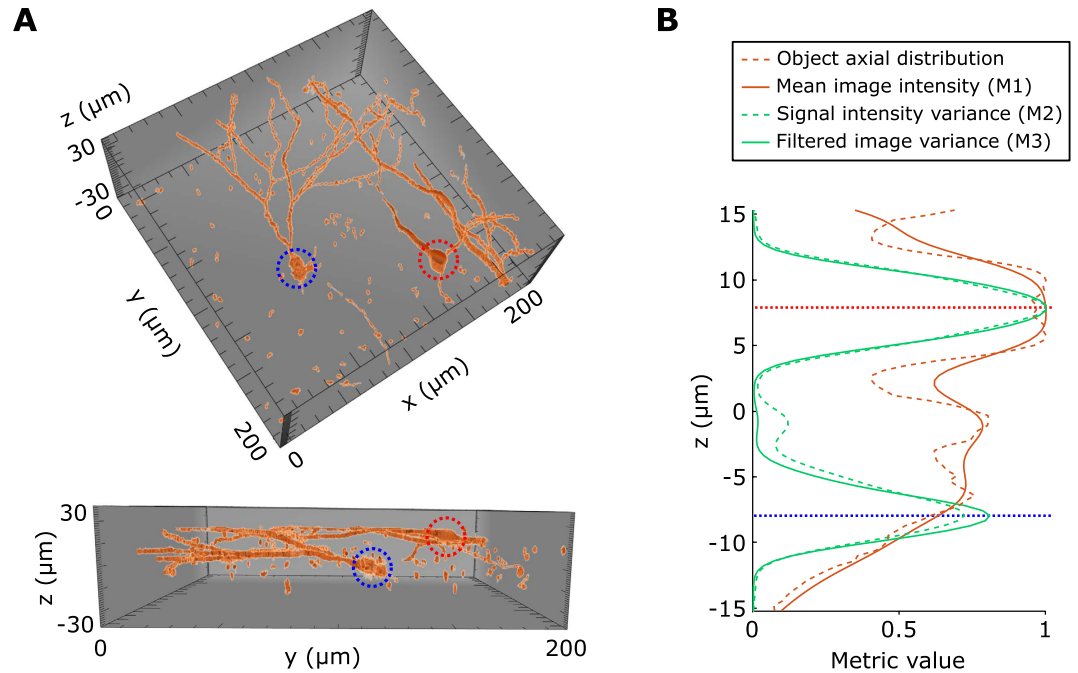 A
z (μm)
30
-30
0
y (μm)
200
0
x (μm)
200
30
z (μm)
-30
0
y (μm)
200
B
Object axial distribution
Mean image intensity (M1)
Signal intensity variance (M2)
Filtered image variance (M3)
15
10
5
z (μm)
0
-5
-10
-15
0
0.5
1
Metric value